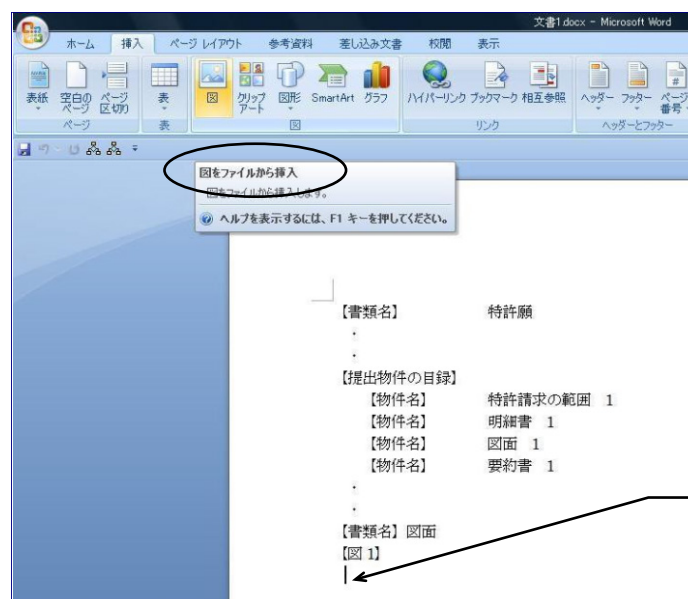 文書1.docx - Microsoft Word
ホーム 挿入 ページ レイアウト 参考資料 差し込み文書 校閲 表示
表紙 空白のページ ページ区切り 表 図 クリップアート 図形 SmartArt グラフ ハイパーリンク ブックマーク 相互参照 ヘッダー フッター ページ番号
ページ 表 図 リンク ヘッダーとフッター
図をファイルから挿入
図をファイルから挿入します。
ヘルプを表示するには、F1 キーを押してください。
【書類名】 特許願
・
・
【提出物件の目録】
【物件名】 特許請求の範囲 1
【物件名】 明細書 1
【物件名】 図面 1
【物件名】 要約書 1
・
・
【書類名】図面
【図 1】